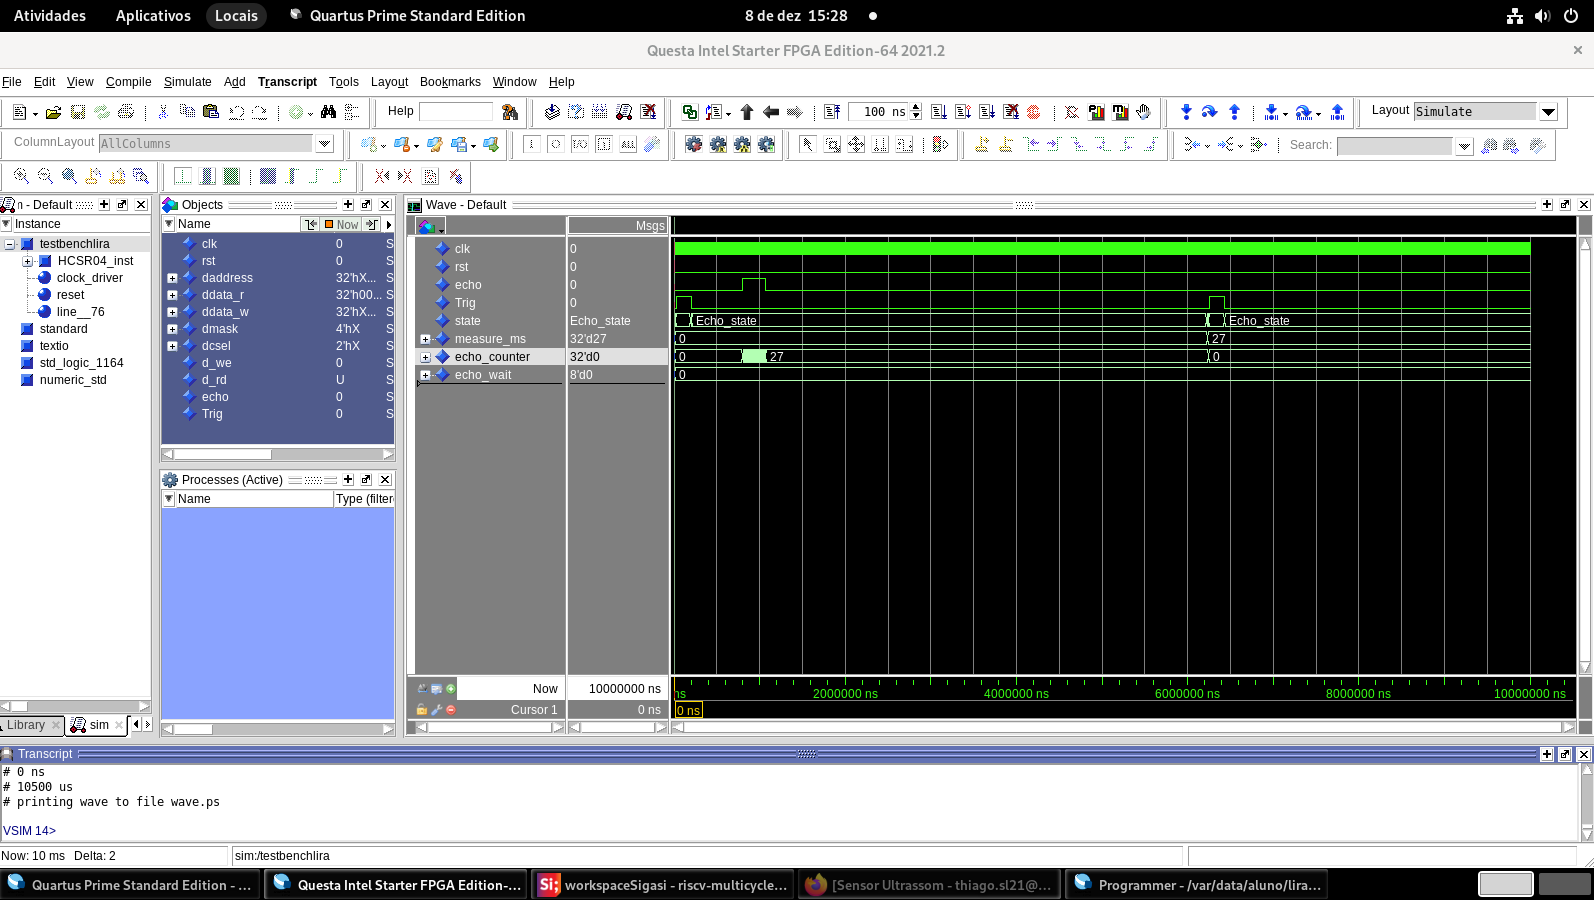 Atividades Aplicativos Locais Quartus Prime Standard Edition 8 de dez 15:28
Questa Intel Starter FPGA Edition-64 2021.2
File Edit View Compile Simulate Add Transcript Tools Layout Bookmarks Window Help
Help 100 ns Layout Simulate
ColumnLayout AllColumns Search:
n - Default
Instance
testbenchlira
HCSR04_inst
clock_driver
reset
line__76
standard
textio
std_logic_1164
numeric_std
Library sim
Objects
Name Now
clk 0 S
rst 0 S
daddress 32'hX... S
ddata_r 32'h00... S
ddata_w 32'hX... S
dmask 4'hX S
dcsel 2'hX S
d_we 0 S
d_rd U S
echo 0 S
Trig 0 S
Processes (Active)
Name Type (filter
Wave - Default
Msgs
clk 0
rst 0
echo 0
Trig 0
state Echo_state Echo_state Echo_state
measure_ms 32'd27 0 27
echo_counter 32'd0 0 27 0
echo_wait 8'd0 0
Now 10000000 ns ns 2000000 ns 4000000 ns 6000000 ns 8000000 ns 10000000 ns
Cursor 1 0 ns 0 ns
Transcript
# 0 ns
# 10500 us
# printing wave to file wave.ps
VSIM 14>
Now: 10 ms Delta: 2 sim:/testbenchlira
Quartus Prime Standard Edition - ... Questa Intel Starter FPGA Edition-... Si; workspaceSigasi - riscv-multicycle... [Sensor Ultrassom - thiago.sl21@... Programmer - /var/data/aluno/lira...